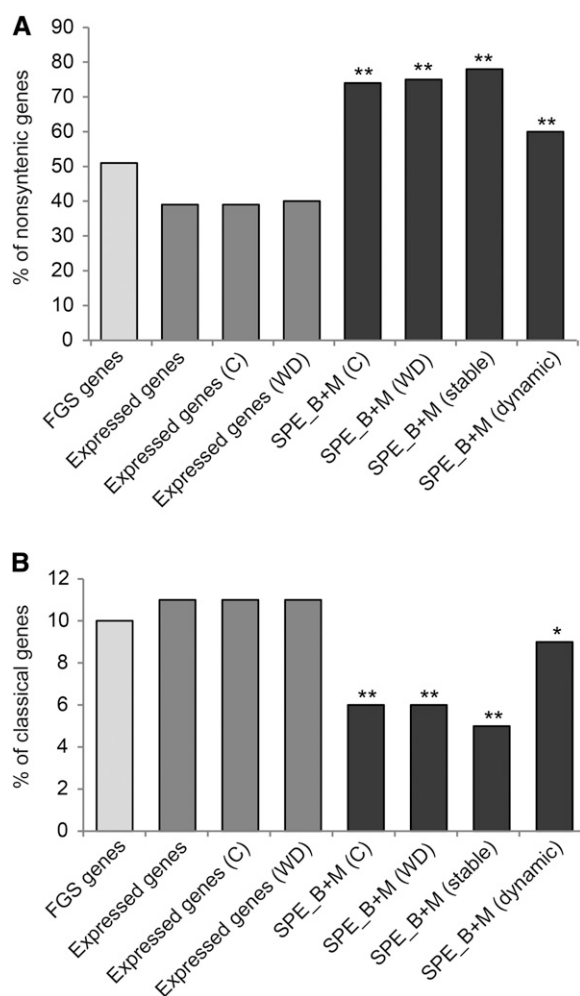 A
% of nonsyntenic genes
90
80
70
60
50
40
30
20
10
0
** ** ** **
FGS genes
Expressed genes
Expressed genes (C)
Expressed genes (WD)
SPE_B+M (C)
SPE_B+M (WD)
SPE_B+M (stable)
SPE_B+M (dynamic)
B
% of classical genes
12
10
8
6
4
2
0
** ** ** *
FGS genes
Expressed genes
Expressed genes (C)
Expressed genes (WD)
SPE_B+M (C)
SPE_B+M (WD)
SPE_B+M (stable)
SPE_B+M (dynamic)